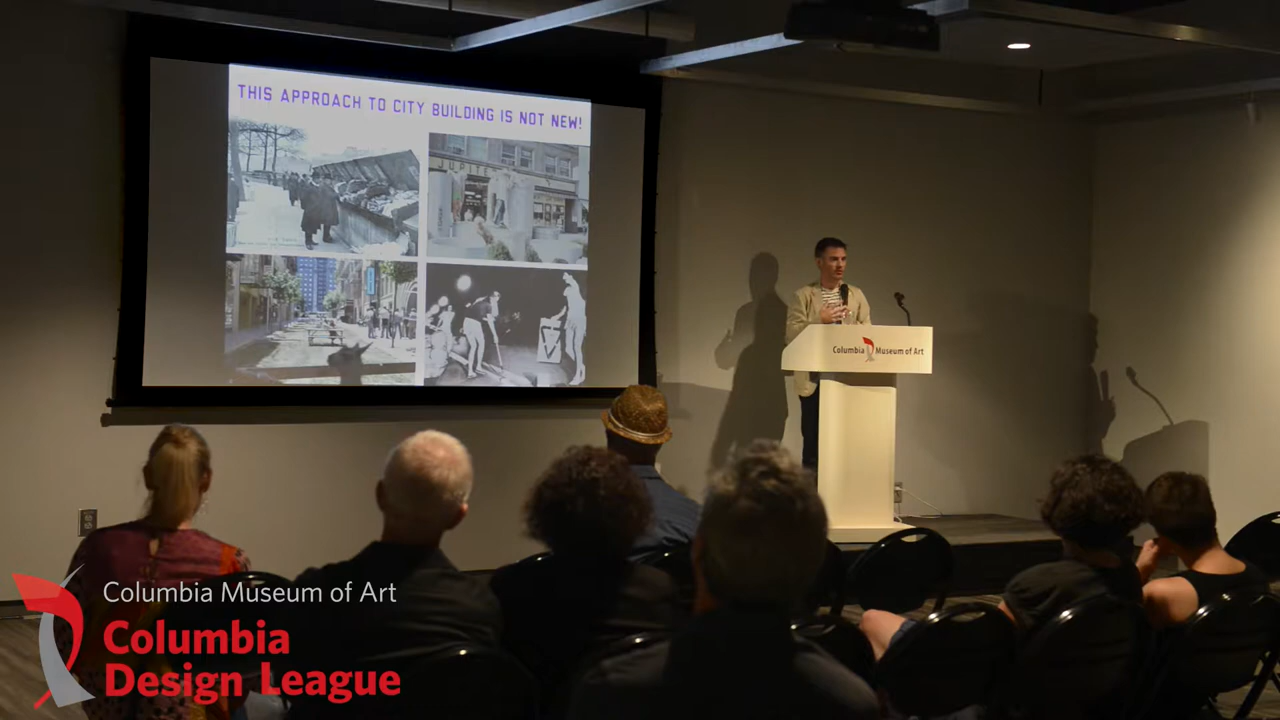 THIS APPROACH TO CITY BUILDING IS NOT NEW!
Columbia Museum of Art
Columbia Museum of Art
Columbia
Design League